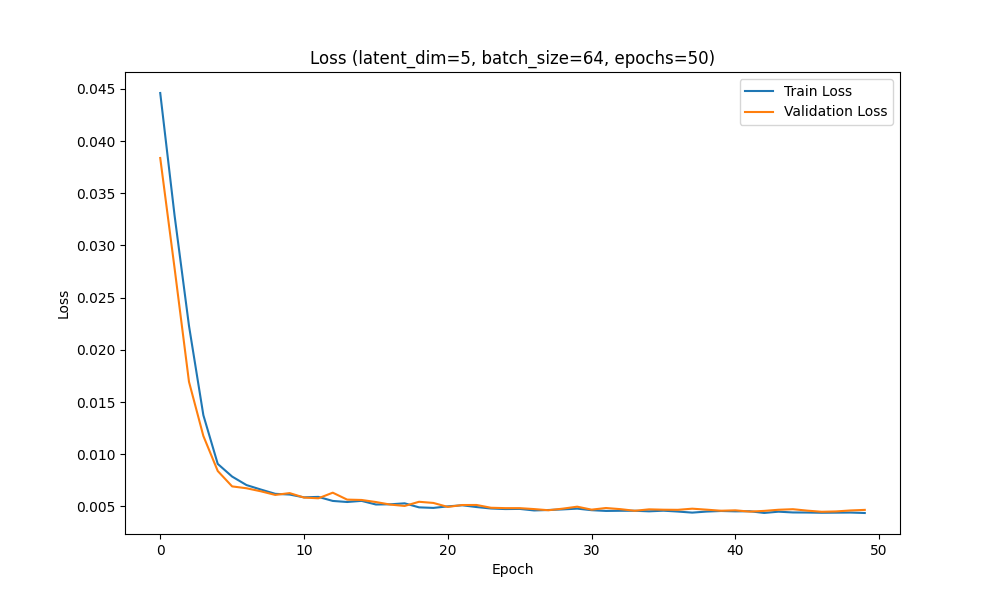 Loss (latent_dim=5, batch_size=64, epochs=50)
Train Loss
Validation Loss
0.045
0.040
0.035
0.030
0.025
0.020
0.015
0.010
0.005
Loss
0 10 20 30 40 50
Epoch